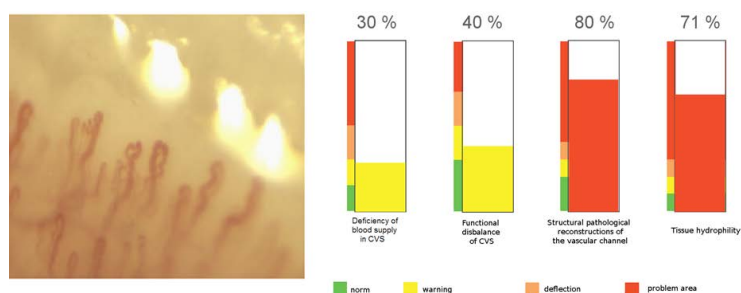 30 %
40 %
80 %
71 %
Deficiency of
blood supply
in CVS
Functional
disbalance
of CVS
Structural pathological
reconstructions of
the vascular channel
Tissue hydrophility
norm
warning
deflection
problem area